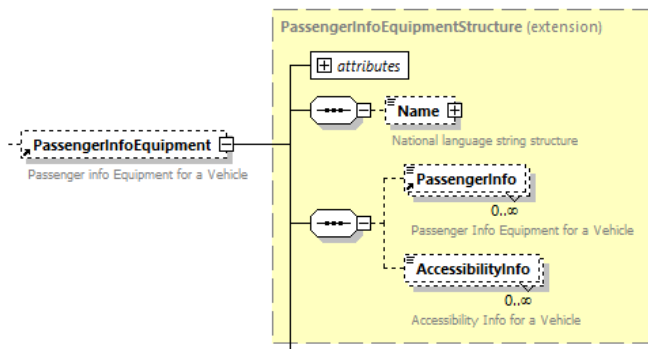 PassengerInfoEquipmentStructure (extension)
attributes
Name
National language string structure
PassengerInfoEquipment
Passenger info Equipment for a Vehicle
PassengerInfo
0..∞
Passenger Info Equipment for a Vehicle
AccessibilityInfo
0..∞
Accessibility Info for a Vehicle